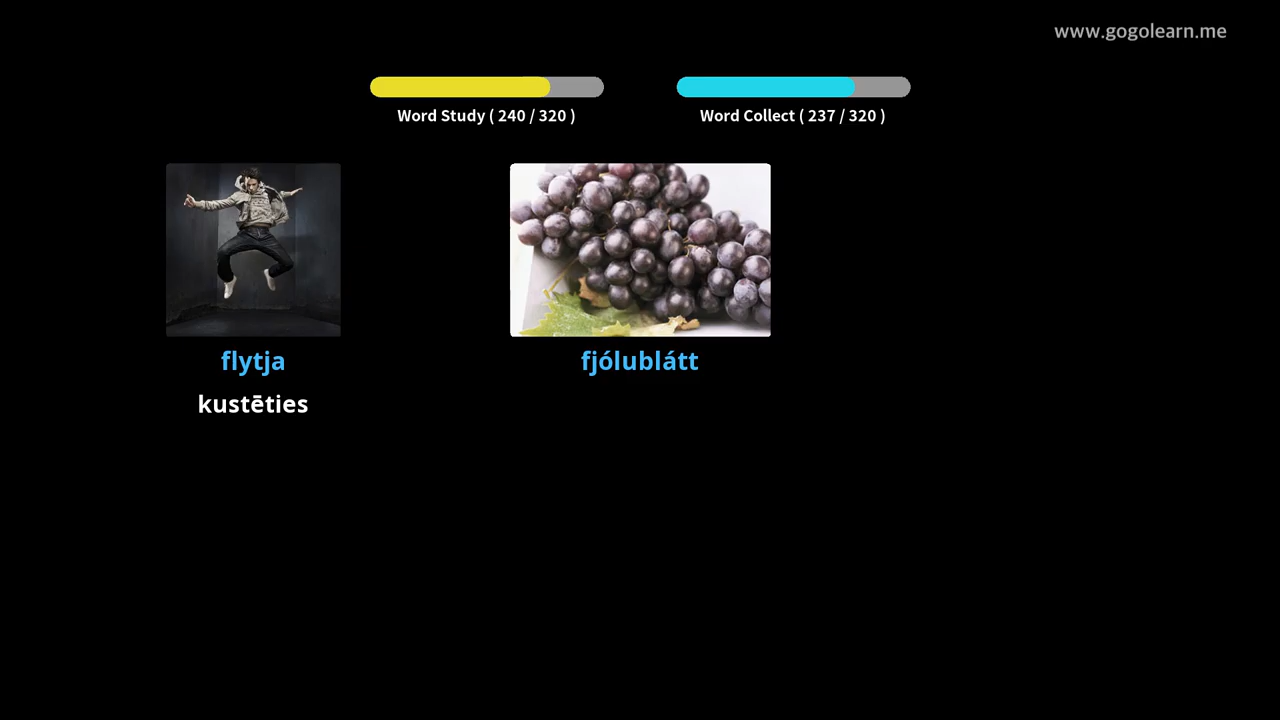 www.gogolearn.me
Word Study ( 240 / 320 )
Word Collect ( 237 / 320 )
flytja
fjólublátt
kustēties